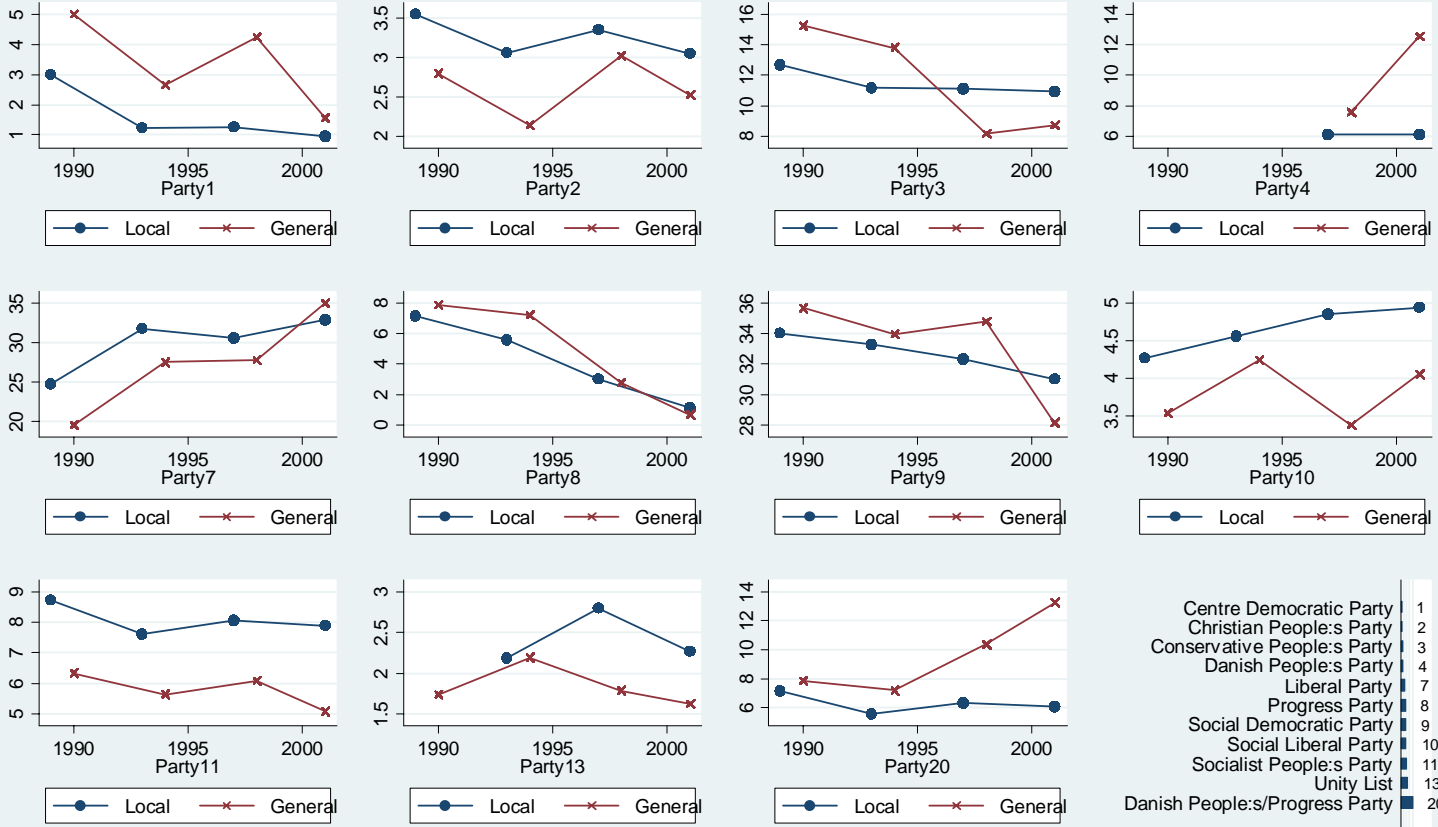 5
4
3
2
1
1990 1995 2000
Party1
Local General
3.5
3
2.5
2
1990 1995 2000
Party2
Local General
16
14
12
10
8
1990 1995 2000
Party3
Local General
14
12
10
8
6
1990 1995 2000
Party4
Local General
35
30
25
20
1990 1995 2000
Party7
Local General
8
6
4
2
0
1990 1995 2000
Party8
Local General
36
34
32
30
28
1990 1995 2000
Party9
Local General
5
4.5
4
3.5
1990 1995 2000
Party10
Local General
9
8
7
6
5
1990 1995 2000
Party11
Local General
3
2.5
2
1.5
1990 1995 2000
Party13
Local General
14
12
10
8
6
1990 1995 2000
Party20
Local General
Centre Democratic Party 1
Christian People:s Party 2
Conservative People:s Party 3
Danish People:s Party 4
Liberal Party 7
Progress Party 8
Social Democratic Party 9
Social Liberal Party 10
Socialist People:s Party 11
Unity List 13
Danish People:s/Progress Party 20